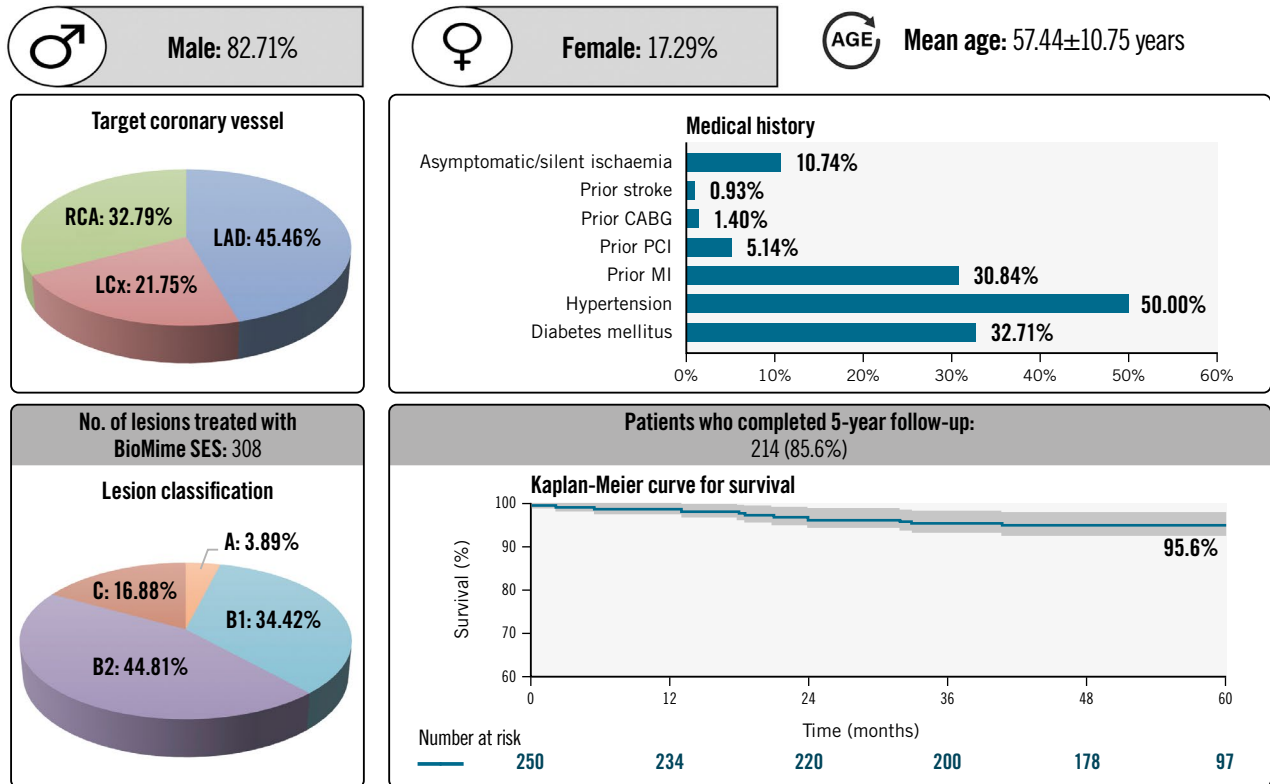 Male: 82.71%
Female: 17.29%
AGE
Mean age: 57.44±10.75 years
Target coronary vessel
RCA: 32.79%
LAD: 45.46%
LCx: 21.75%
Medical history
Asymptomatic/silent ischaemia 10.74%
Prior stroke 0.93%
Prior CABG 1.40%
Prior PCI 5.14%
Prior MI 30.84%
Hypertension 50.00%
Diabetes mellitus 32.71%
0% 10% 20% 30% 40% 50% 60%
No. of lesions treated with
BioMime SES: 308
Lesion classification
A: 3.89%
C: 16.88%
B1: 34.42%
B2: 44.81%
Patients who completed 5-year follow-up:
214 (85.6%)
Kaplan-Meier curve for survival
Survival (%)
100
90
80
70
60
95.6%
0 12 24 36 48 60
Time (months)
Number at risk
250 234 220 200 178 97